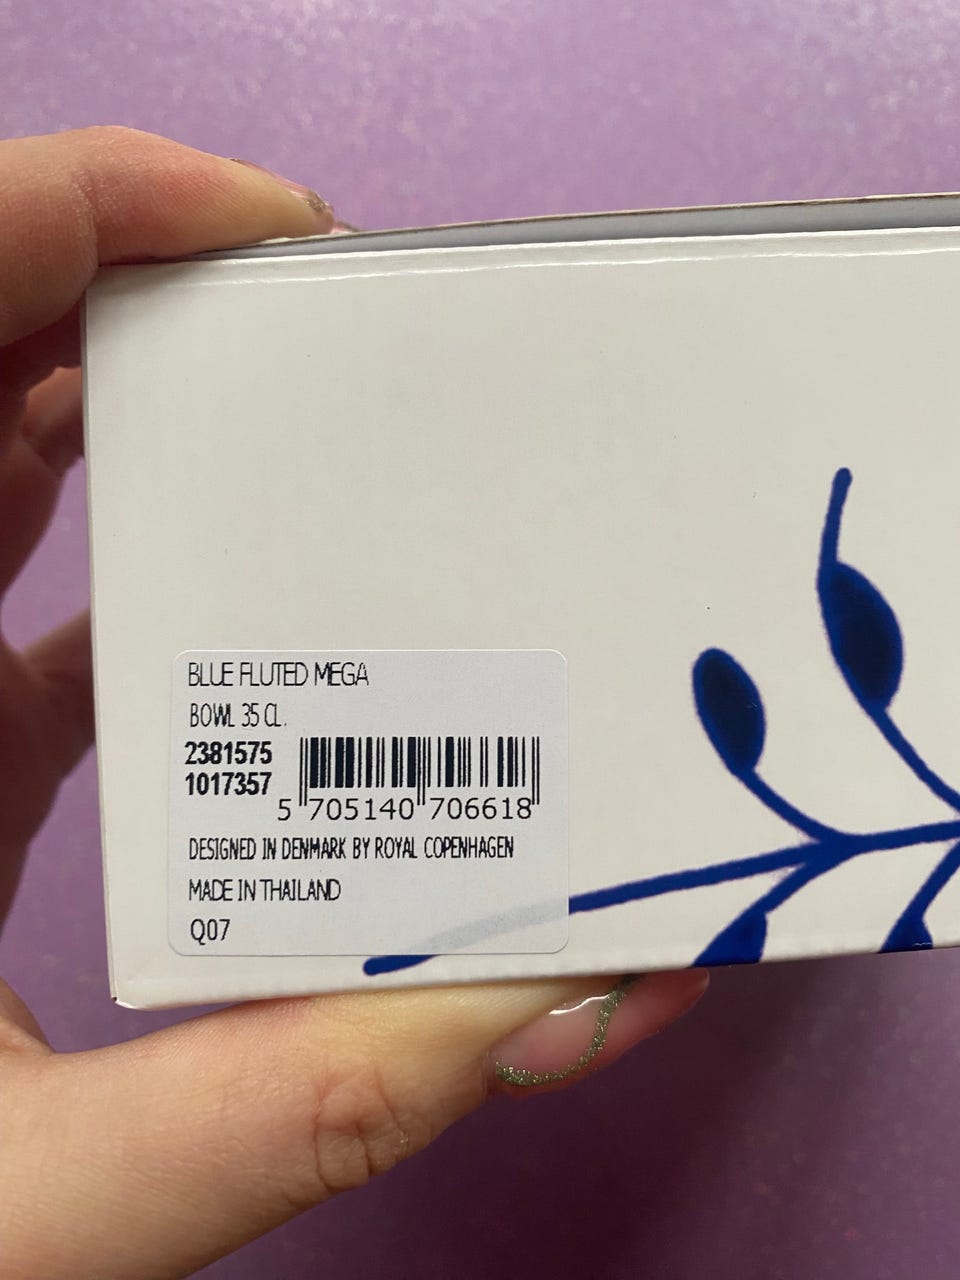 BLUE FLUTED MEGA
BOWL 35 CL.
2381575
1017357
5 705140 706618
DESIGNED IN DENMARK BY ROYAL COPENHAGEN
MADE IN THAILAND
Q07